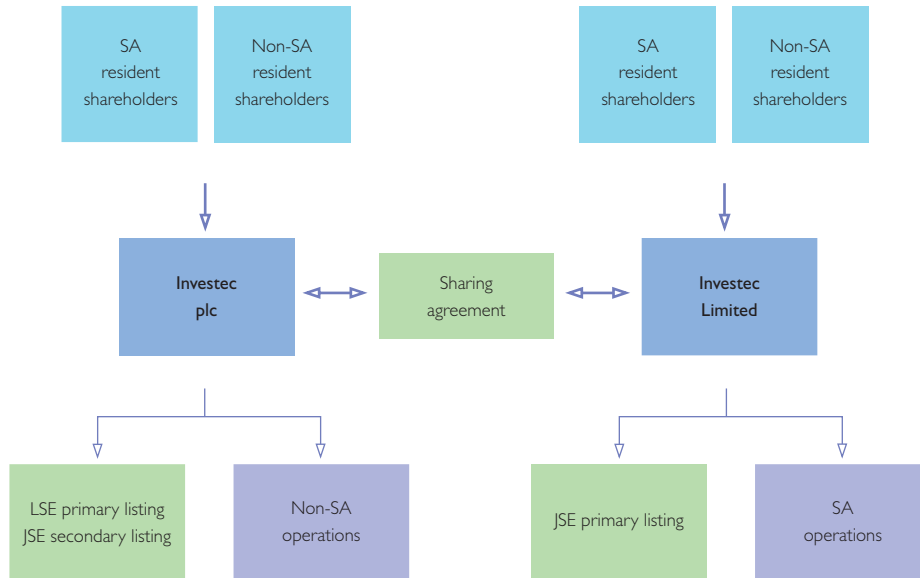 SA
resident
shareholders
Non-SA
resident
shareholders
SA
resident
shareholders
Non-SA
resident
shareholders
Investec
plc
Sharing
agreement
Investec
Limited
LSE primary listing
JSE secondary listing
Non-SA
operations
JSE primary listing
SA
operations